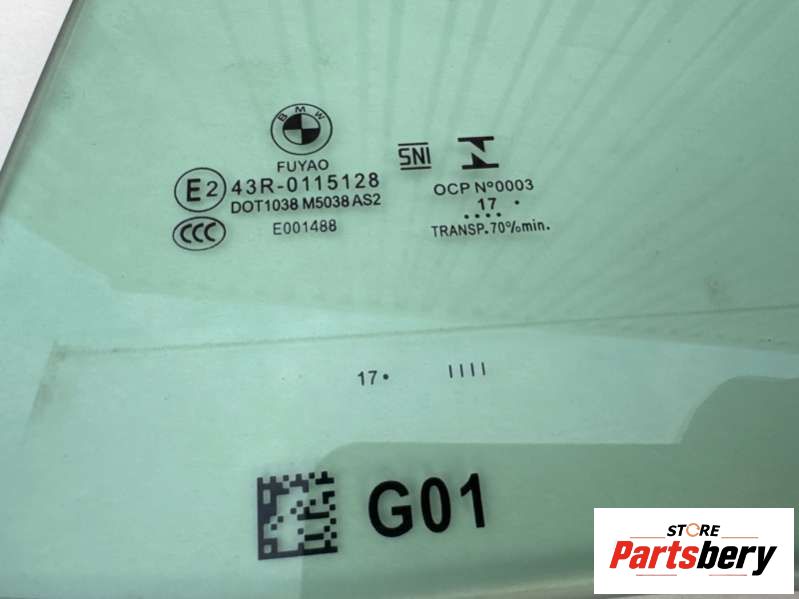 BMW
FUYAO
E2 43R-0115128
DOT1038 M5038 AS2
CCC E001488
SNI
OCP Nº0003
17 •
••••
TRANSP.70%min.
17 • ||||
G01
STORE
Partsbery